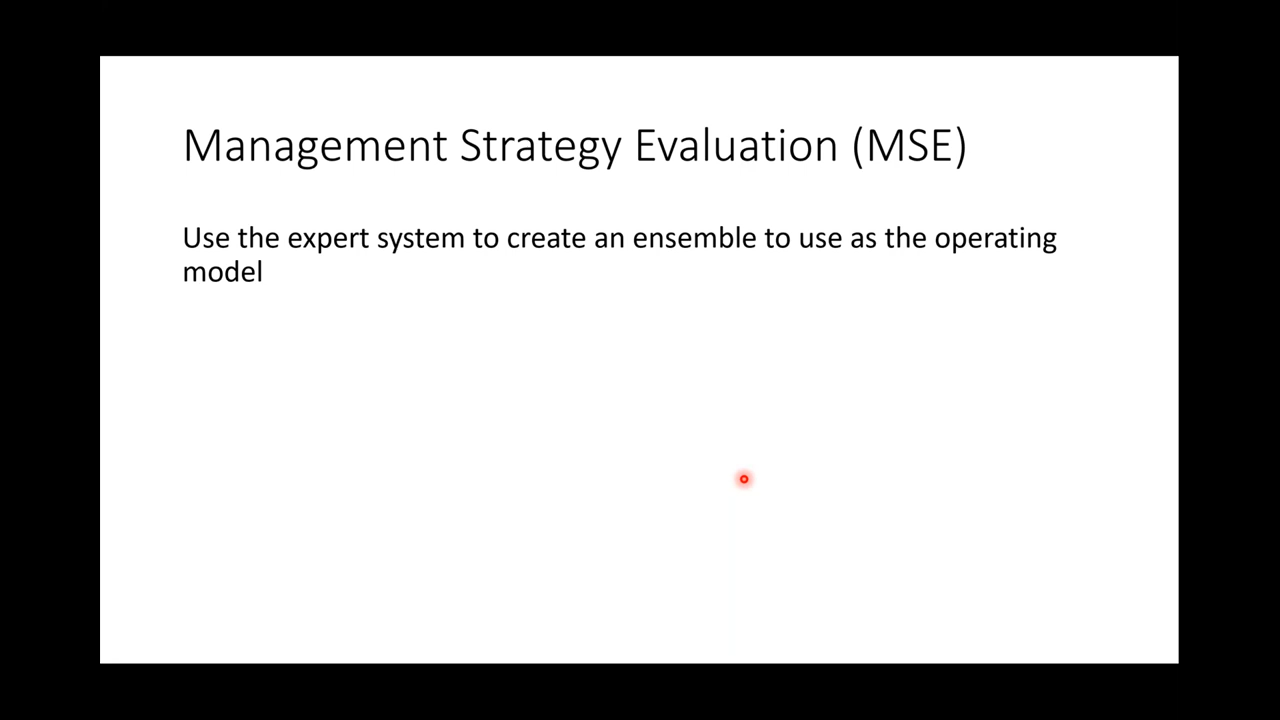 Management Strategy Evaluation (MSE)
Use the expert system to create an ensemble to use as the operating
model